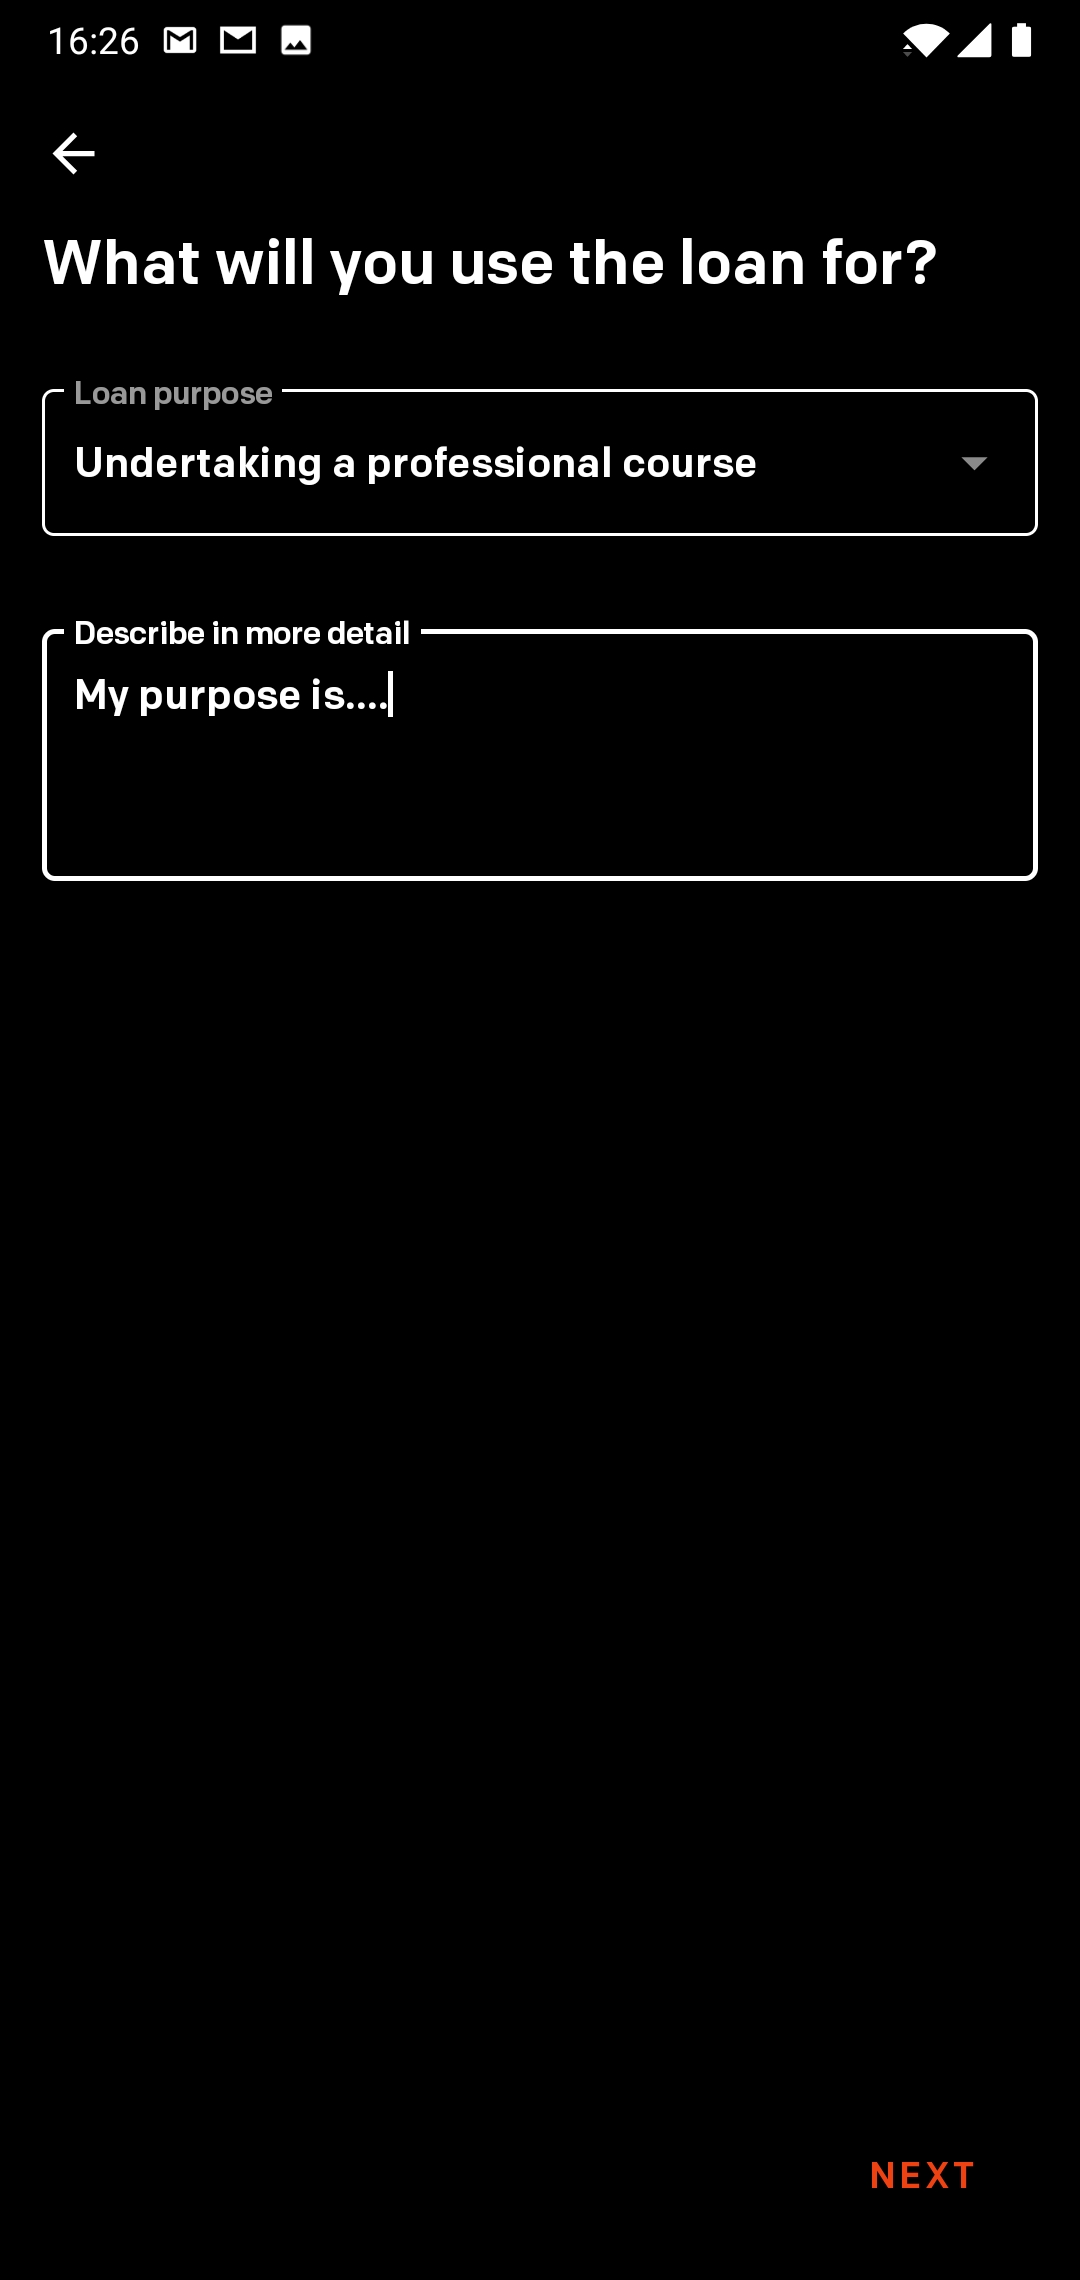 16:26
What will you use the loan for?
Loan purpose
Undertaking a professional course
Describe in more detail
My purpose is....
NEXT